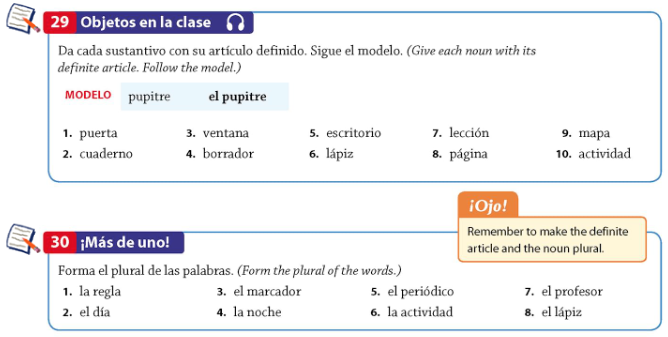 29 Objetos en la clase
Da cada sustantivo con su artículo definido. Sigue el modelo. (Give each noun with its
definite article. Follow the model.)
MODELO pupitre el pupitre
1. puerta 3. ventana 5. escritorio 7. lección 9. mapa
2. cuaderno 4. borrador 6. lápiz 8. página 10. actividad
¡Ojo!
Remember to make the definite
article and the noun plural.
30 ¡Más de uno!
Forma el plural de las palabras. (Form the plural of the words.)
1. la regla 3. el marcador 5. el periódico 7. el profesor
2. el día 4. la noche 6. la actividad 8. el lápiz